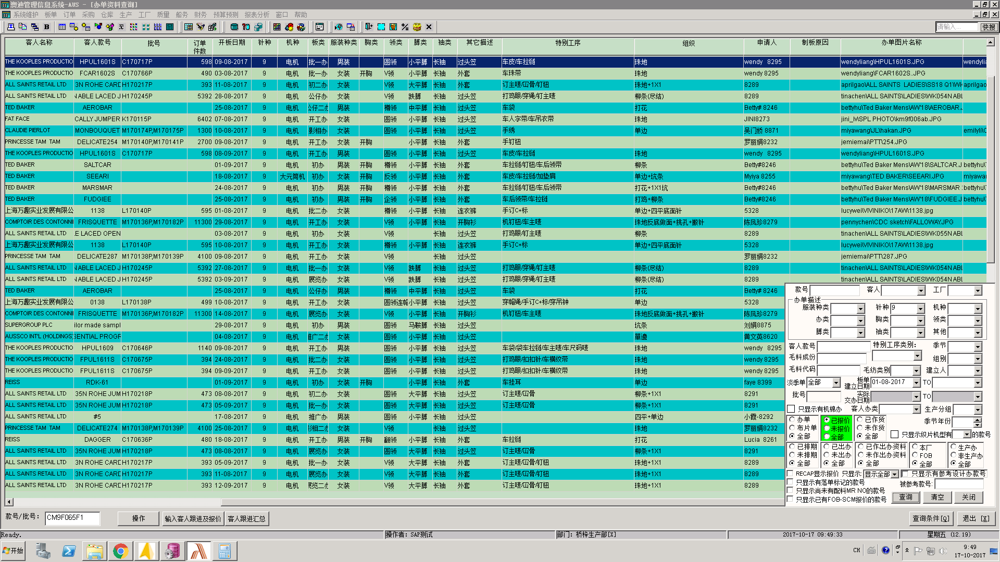 澳迪管理信息系统-AUS - [办单资料查询]
系统维护 板单 订单 采购 仓库 生产 工厂 质量 船务 财务 预算预测 报表分析 窗口 帮助
请输入... 快搜
客人名称 客人款号 批号 订单件数 开板日期 针种 机种 板类 服装种类 胸类 领类 膊类 袖类 其它描述 特别工序 组织 申请人 制板原因 办单图片名称
THE KOOPLES PRODUCTIO HPUL1601S C170717P 598 09-08-2017 9 电机 批一办 男装 圆领 小平膊 长袖 过头笠 车皮/车拉链 珠地 wendy 8295 wendyliang\HPUL1601S.JPG wendylia
THE KOOPLES PRODUCTIO FCAR1602S C170766P 490 03-08-2017 9 电机 批一办 女装 开胸 V领 小平膊 长袖 外套 车珠带 珠地 wendy 8295 wendyliang\FCAR1602S..JPG
ALL SAINTS RETAIL LTD 3N ROHE CARD H170217P 393 11-08-2017 9 电机 初二办 女装 V领 大平膊 长袖 外套 订主唛/冚骨/钉钮 珠地+1X1 8289 aprilgao\ALL SAINTS LADIES\SS18 Q1\WK aprilgao
ALL SAINTS RETAIL LTD NABLE LACED J H170245P 5392 28-08-2017 9 电机 公仔办 女装 V领 跌膊 长袖 过头笠 打鸡眼/穿绳/钉主唛 柳条(尽结) 8289 tinachen\ALL SAINTS\LADIES\WK054N ABL
TED BAKER AEROBAR 25-08-2017 9 电机 公仔二办 男装 樽领 中平膊 长袖 过头笠 车袋 打花 Betty# 8246 bettyhu\Ted Baker Mens\AW'18\AEROBAR.J
FAT FACE CALLY JUMPER K170115P 6402 07-08-2017 9 电机 开工办 女装 圆领 小平膊 长袖 过头笠 车人字带/车吊衣带 珠地 JINI8273 jini_lv\SPL PHOTO\km9f006ab.JPG
CLAUDIE PIERLOT MONBOUQUET M170174P,M170175P 1300 10-08-2017 9 电机 影相办 女装 圆领 小平膊 长袖 过头笠 手绣 单边 吴门娇 8871 miyawang\JL\hakan.JPG emilyli\C
PRINCESSE TAM TAM DELICATE254 M170140P,M170141P 2700 09-08-2017 9 电机 开工办 女装 开胸 小平膊 长袖 外套 手钉钮 罗丽娟8232 jemiemai\PTT\254.JPG
THE KOOPLES PRODUCTIO HPUL1601S C170717P 598 08-09-2017 9 电机 开工办 男装 圆领 小平膊 长袖 过头笠 车皮/车拉链 珠地 wendy 8295 wendyliang\HPUL1601S.JPG
TED BAKER SALTCAR 01-09-2017 9 电机 初办 男装 开胸 樽领 小平膊 长袖 外套 车拉链/钉钮/车后领带 柳条 Betty#8246 bettyhu\Ted Baker Mens\AW'18\SALTCAR.J bettyhu\T
TED BAKER SEEARI 18-08-2017 9 大元筒机 初办 女装 开胸 反领 小平膊 长袖 外套 车皮/车拉链/加垫肩 单边+坑条 Myiya 8255 miyawang\TED BAKER\SEEARI.JPG miyawan
TED BAKER MARSMAR 24-08-2017 9 电机 初办 男装 开胸 樽领 小平膊 长袖 外套 车拉链/钉钮/车后领带 打花+1X1坑 Betty#8246 bettyhu\Ted Baker Mens\AW'18\MARSMAR bettyhu\T
TED BAKER FUDGIEE 25-08-2017 9 电机 初办 男装 开胸 企领 小平膊 长袖 外套 车后领带/车拉链 打鸡+柳条 Betty#8246 bettyhu\Ted Baker Mens\AW'18\FUDGIEE.J bettyhu\T
上海万趣实业发展有限公 1138 L170140P 595 01-08-2017 9 电机 批二办 女装 樽领 小平膊 长袖 连衣裤 手订C+标 单边+四平底面针 5328 lucywei\VIVINIKO\17AW\1138.jpg
COMPTOIR DES CONTONNI FRISQUETTE M170136P,M170182P 11300 29-08-2017 9 电机 批一办 女装 V领 小平膊 长袖 开胸衫 机钉钮/车主唛 珠地反底做面+挑孔+搬针 陈凤珍8279 pennychen\CDC sketch\FALLOWAY.JPG
ALL SAINTS RETAIL LTD E LACED OPEN 03-08-2017 9 电机 初办 女装 V领 长袖 过头笠 打鸡眼/钉主唛 柳条 8289 tinachen\ALL SAINTS\LADIES\WK055N ABL
上海万趣实业发展有限公 1138 L170140P 595 10-08-2017 9 电机 开工办 女装 樽领 小平膊 长袖 连衣裤 手订C+标 单边+四平底面针 5328 lucywei\VIVINIKO\17AW\1138.jpg
PRINCESSE TAM TAM DELICATE287 M170138P,M170139P 4100 09-08-2017 9 电机 开工办 女装 V领 长袖 过头笠 罗丽娟8232 jemiemai\PTT\287.JPG
ALL SAINTS RETAIL LTD NABLE LACED J H170245P 5392 27-08-2017 9 电机 批一办 女装 V领 跌膊 长袖 过头笠 打鸡眼/穿绳/钉主唛 柳条(尽结) 8289 tinachen\ALL SAINTS\LADIES\WK054N ABL
ALL SAINTS RETAIL LTD NABLE LACED J H170245P 5392 03-09-2017 9 电机 展览办 女装 V领 跌膊 长袖 过头笠 打鸡眼/穿绳/钉主唛 柳条(尽结) 8289 tinachen\ALL SAINTS\LADIES\WK054N ABL
TED BAKER AEROBAR 25-08-2017 9 电机 公仔办 男装 樽领 中平膊 长袖 过头笠 车袋 打花 Betty# 8246
上海万趣实业发展有限公 0138 L170138P 499 10-08-2017 9 电机 开工办 女装 圆领连帽 小平膊 长袖 过头笠 穿帽绳/手订C+标/穿吊钟 单边 5328
COMPTOIR DES CONTONNI FRISQUETTE M170136P,M170182P 11300 14-08-2017 9 电机 展览办 女装 V领 小平膊 长袖 开胸衫 机钉钮/车主唛 珠地反底做面+挑孔+搬针 陈凤珍8279
SUPERGROUP PLC ilor made sampl 29-08-2017 9 电机 初办 男装 圆领 马鞍膊 长袖 过头笠 坑条 刘娟8875
AUSSCO INT'L (HOLDINGS) SENTIAL PROGR 04-08-2017 9 电机 推广二办 女装 圆领 小平膊 长袖 过头笠 單邊 黄文英8620
THE KOOPLES PRODUCTIO HPUL1609 C170646P 1140 09-08-2017 9 电机 开工办 男装 圆领 小平膊 长袖 过头笠 车袋/袋车拉链/车主唛/车尺码唛 珠地 wendy 8295
THE KOOPLES PRODUCTIO FPUL1611S C170675P 394 24-08-2017 9 电机 批二办 女装 圆领 小平膊 长袖 过头笠 打鸡眼/扣扣针/车横纹带 珠地 wendy 8295
THE KOOPLES PRODUCTIO FPUL1611S C170675P 394 09-09-2017 9 电机 开工办 女装 圆领 小平膊 长袖 过头笠 打鸡眼/扣扣针/车横纹带 珠地 wendy 8295
REISS RDK-61 01-09-2017 9 电机 初办 女装 开胸 小平膊 长袖 外套 车挂耳 单边 faye 8399
ALL SAINTS RETAIL LTD 35N ROHE JUM H170218P 473 08-08-2017 9 电机 初二办 女装 圆领 大平膊 长袖 过头笠 订主唛/冚骨 柳条+1X1 8291
ALL SAINTS RETAIL LTD 35N ROHE JUM H170218P 473 05-09-2017 9 电机 批一办 女装 圆领 大平膊 长袖 过头笠 订主唛/冚骨 柳条+1X1 8291
ALL SAINTS RETAIL LTD #5 17-08-2017 9 电机 推广办 男装 圆领 小平膊 长袖 过头笠 四平+单边 小霞-8292
PRINCESSE TAM TAM DELICATE274 M170138P,M170139P 4100 25-08-2017 9 电机 影相二办 女装 V领 小平膊 长袖 过头笠 珠地 罗丽娟8232
REISS DAGGER C170636P 480 18-08-2017 9 电机 开工办 男装 开胸 翻领 小平膊 长袖 外套 车拉链 打花 Lucia 8261
ALL SAINTS RETAIL LTD 35N ROHE JUM H170218P 473 08-08-2017 9 电机 展览办 女装 圆领 大平膊 长袖 过头笠 订主唛/冚骨 柳条+1X1 8291
ALL SAINTS RETAIL LTD 3N ROHE CARD H170217P 393 05-09-2017 9 电机 批一办 女装 V领 大平膊 长袖 外套 订主唛/冚骨/钉钮 珠地+1X1 8289
ALL SAINTS RETAIL LTD 3N ROHE CARD H170217P 393 11-08-2017 9 电机 展览办 女装 V领 大平膊 长袖 外套 订主唛/冚骨/钉钮 珠地+1X1 8289
ALL SAINTS RETAIL LTD 3N ROHE CARD H170217P 393 12-09-2017 9 电机 展览二办 女装 V领 大平膊 长袖 外套 订主唛/冚骨/钉钮 珠地+1X1 8289
款号 客人 工厂
办单描述
服装种类 针种 9 机种
办类 胸类 领类
膊类 袖类 其他
客人款号 特别工序类别: 季节
毛料成份 组别
毛料代码 毛纺类别 建立人
淡季单 全部 板单建立日期 01-08-2017 TO
批号 实际交办日期 TO
只显示有机棉办 客人办类 生产分组
办单 已报价 已作货 季节年份
布片单 未报价 未作货 只显示织片机型有 的款号
全部 全部 全部
已排期 已出办 已作出办资料 本厂 生产办
未排期 未出办 未作出办资料 FOB 非生产办
全部 全部 全部 全部 全部
RECAP显示报价 只显示: 显示全部 只显示有参考设计办款号
只显示有落单标记的款号 被参考款号:
只显示尚未有配料MR NO的款号
只显示已有FOB-SCM报价的款号 查询 清空 关闭
款号/批号: CM9F065F1 操作 输入客人跟进及报价 客人跟进汇总 查询条件[Q] 退出 [X]
Ready. 操作者: SAP测试 部门: 桥梓生产部[X] 2017-10-17 09:49:33 星期五 (12.19)
开始 CH 9:49
17-10-2017